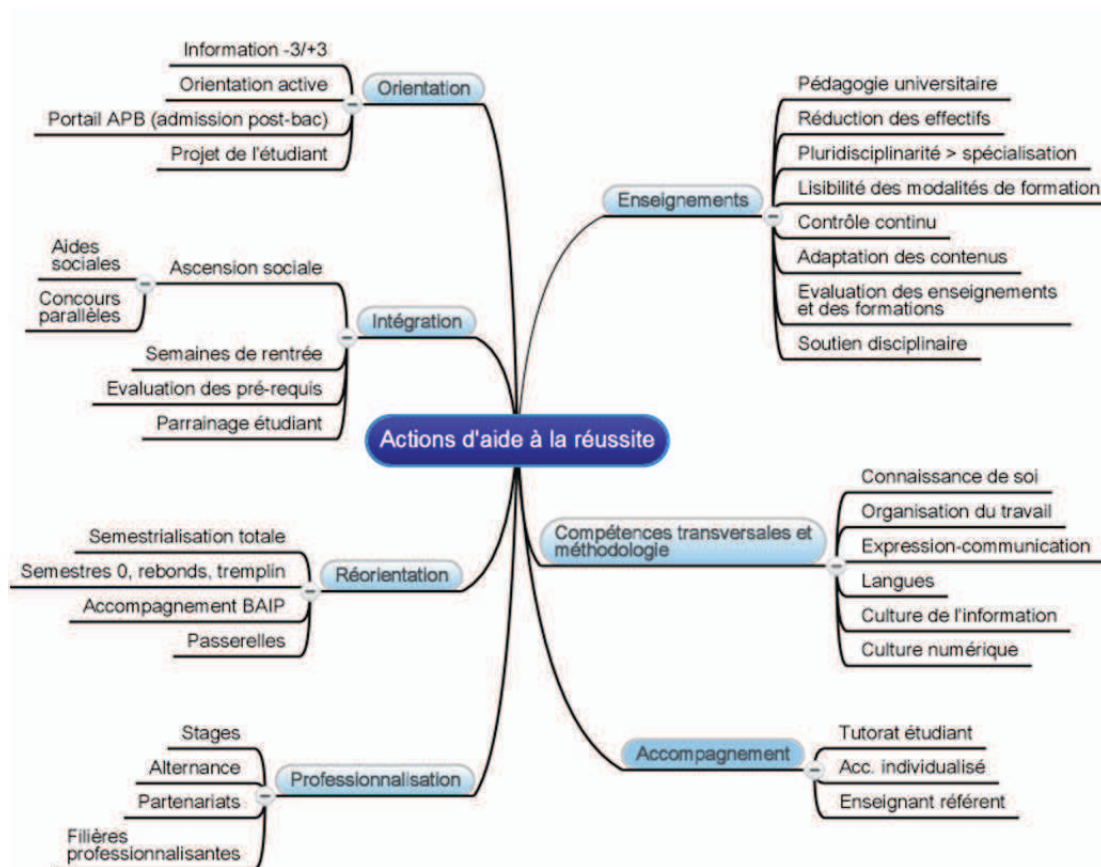 Information -3/+3
Orientation active
Portail APB (admission post-bac)
Projet de l'étudiant
Orientation
Aides
sociales
Concours
parallèles
Ascension sociale
Semaines de rentrée
Evaluation des pré-requis
Parrainage étudiant
Intégration
Semestrialisation totale
Semestres 0, rebonds, tremplin
Accompagnement BAIP
Passerelles
Réorientation
Stages
Alternance
Partenariats
Filières
professionnalisantes
Professionnalisation
Actions d'aide à la réussite
Enseignements
Pédagogie universitaire
Réduction des effectifs
Pluridisciplinarité > spécialisation
Lisibilité des modalités de formation
Contrôle continu
Adaptation des contenus
Evaluation des enseignements
et des formations
Soutien disciplinaire
Compétences transversales et
méthodologie
Connaissance de soi
Organisation du travail
Expression-communication
Langues
Culture de l'information
Culture numérique
Accompagnement
Tutorat étudiant
Acc. individualisé
Enseignant référent